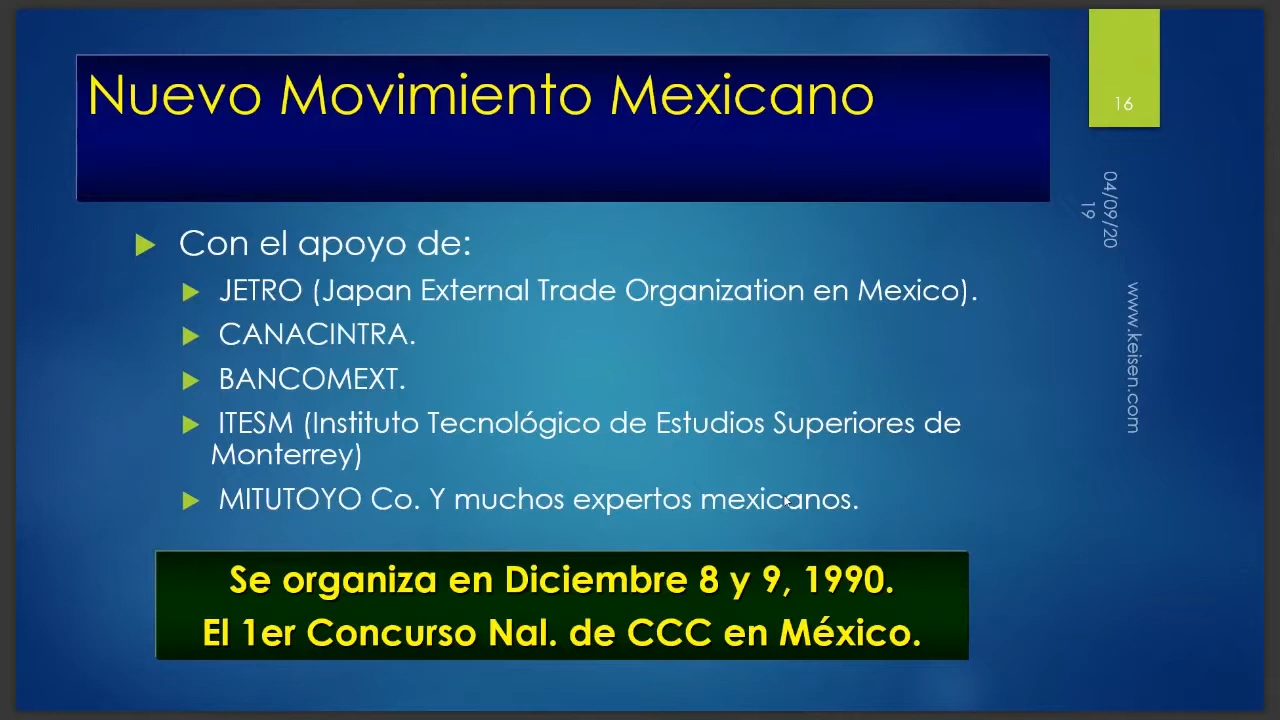 Nuevo Movimiento Mexicano
16
04/09/20
19
www.keisen.com
Con el apoyo de:
JETRO (Japan External Trade Organization en Mexico).
CANACINTRA.
BANCOMEXT.
ITESM (Instituto Tecnológico de Estudios Superiores de
Monterrey)
MITUTOYO Co. Y muchos expertos mexicanos.
Se organiza en Diciembre 8 y 9, 1990.
El 1er Concurso Nal. de CCC en México.